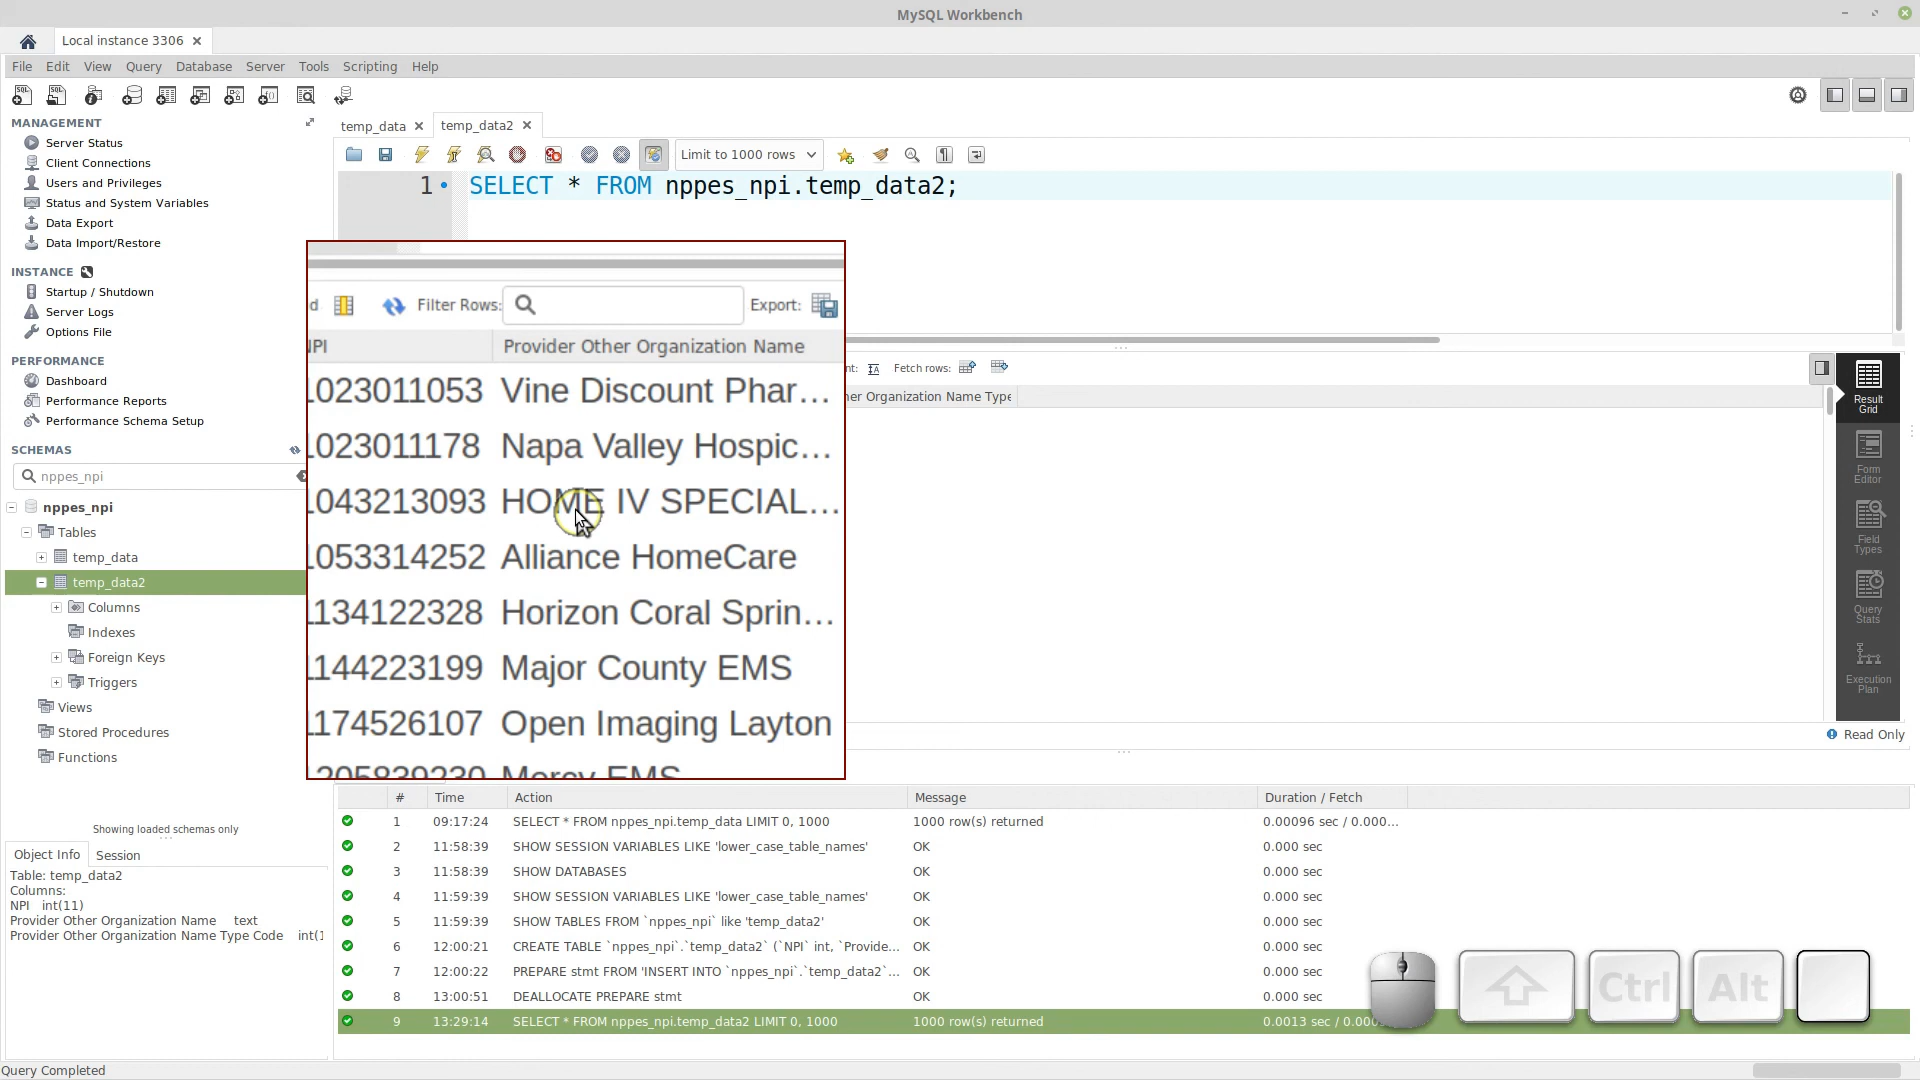 MySQL Workbench
Local instance 3306
File Edit View Query Database Server Tools Scripting Help
MANAGEMENT
Server Status
Client Connections
Users and Privileges
Status and System Variables
Data Export
Data Import/Restore
INSTANCE
Startup / Shutdown
Server Logs
Options File
PERFORMANCE
Dashboard
Performance Reports
Performance Schema Setup
SCHEMAS
nppes_npi
nppes_npi
Tables
temp_data
temp_data2
Columns
Indexes
Foreign Keys
Triggers
Views
Stored Procedures
Functions
Showing loaded schemas only
Object Info Session
Table: temp_data2
Columns:
NPI int(11)
Provider Other Organization Name text
Provider Other Organization Name Type Code int(1
temp_data temp_data2
Limit to 1000 rows
1 SELECT * FROM nppes_npi.temp_data2;
d Filter Rows: Export:
NPI Provider Other Organization Name
1023011053 Vine Discount Phar...
1023011178 Napa Valley Hospic...
1043213093 HOME IV SPECIAL...
1053314252 Alliance HomeCare
1134122328 Horizon Coral Sprin...
1144223199 Major County EMS
1174526107 Open Imaging Layton
1205839230 Mercy EMS
nt: Fetch rows:
her Organization Name Type
Result Grid
Form Editor
Field Types
Query Stats
Execution Plan
Read Only
# Time Action Message Duration / Fetch
1 09:17:24 SELECT * FROM nppes_npi.temp_data LIMIT 0, 1000 1000 row(s) returned 0.00096 sec / 0.000...
2 11:58:39 SHOW SESSION VARIABLES LIKE 'lower_case_table_names' OK 0.000 sec
3 11:58:39 SHOW DATABASES OK 0.000 sec
4 11:59:39 SHOW SESSION VARIABLES LIKE 'lower_case_table_names' OK 0.000 sec
5 11:59:39 SHOW TABLES FROM `nppes_npi` like 'temp_data2' OK 0.000 sec
6 12:00:21 CREATE TABLE `nppes_npi`.`temp_data2` (`NPI` int, `Provide... OK 0.000 sec
7 12:00:22 PREPARE stmt FROM 'INSERT INTO `nppes_npi`.`temp_data2`... OK 0.000 sec
8 13:00:51 DEALLOCATE PREPARE stmt OK 0.000 sec
9 13:29:14 SELECT * FROM nppes_npi.temp_data2 LIMIT 0, 1000 1000 row(s) returned 0.0013 sec / 0.000
Ctrl Alt
Query Completed